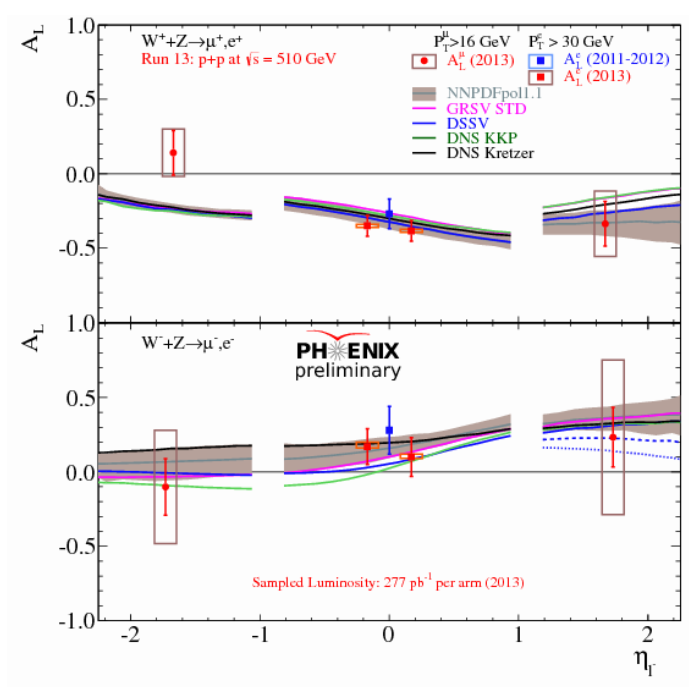 A_L
1.0
0.5
0.0
-0.5
1.0
W⁺+Z→μ⁺,e⁺
Run 13: p+p at √s = 510 GeV
P_T^μ>16 GeV P_T^e > 30 GeV
A_L^μ (2013) A_L^e (2011-2012)
A_L^e (2013)
NNPDFpol1.1
GRSV STD
DSSV
DNS KKP
DNS Kretzer
A_L
0.5
0.0
-0.5
-1.0
W⁻+Z→μ⁻,e⁻
PHENIX
preliminary
Sampled Luminosity: 277 pb⁻¹ per arm (2013)
-2 -1 0 1 2